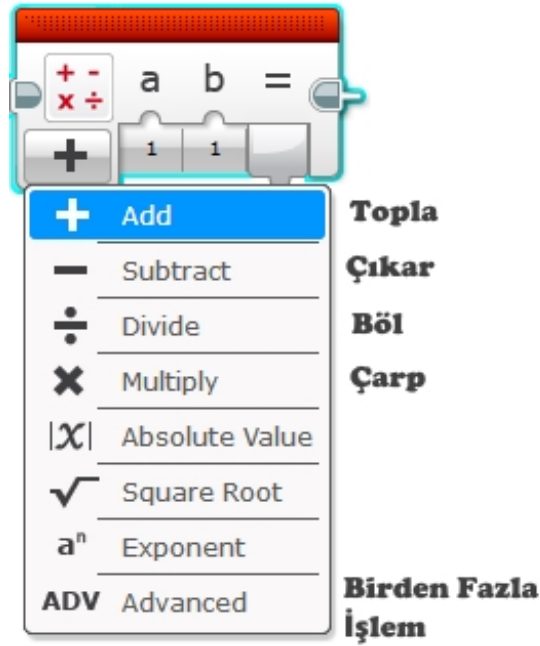 + - a b =
x ÷
+ 1 1
+ Add Topla
− Subtract Çıkar
÷ Divide Böl
× Multiply Çarp
|x| Absolute Value
√ Square Root
aⁿ Exponent
ADV Advanced Birden Fazla
İşlem